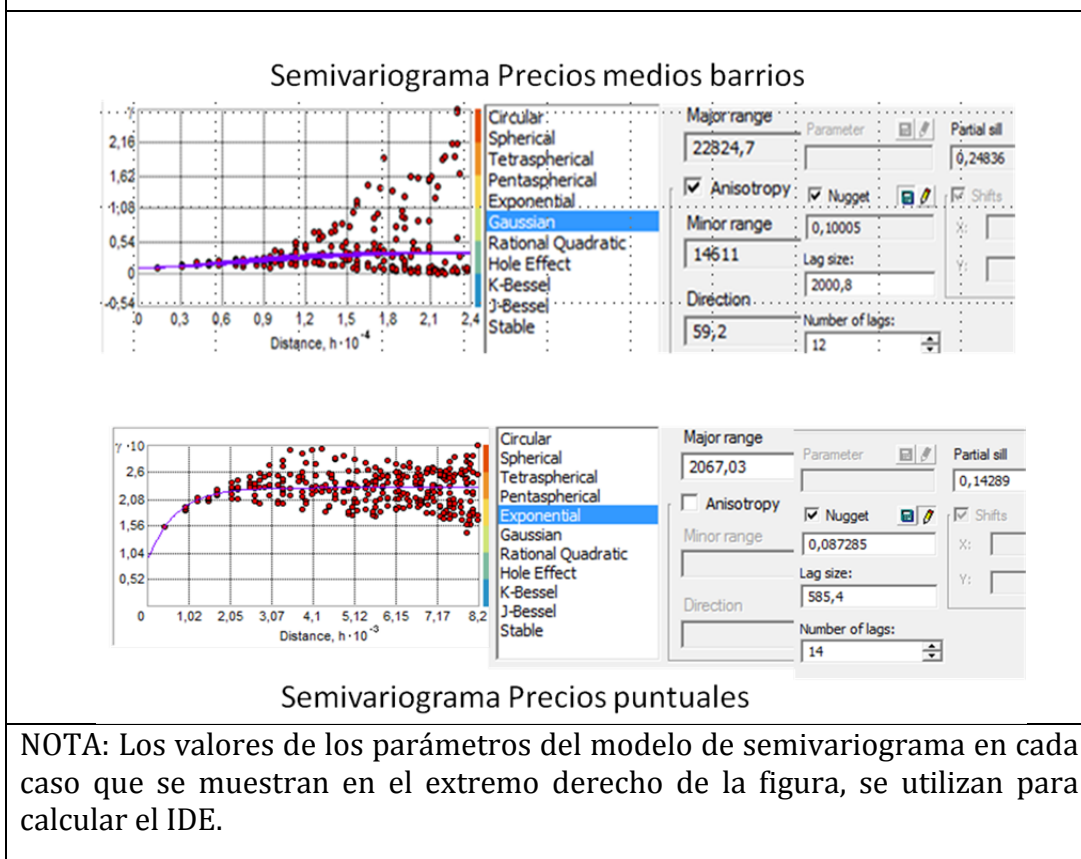 Semivariograma Precios medios barrios
γ
2,16
1,62
1,08
0,54
0
-0,54
0 0,3 0,6 0,9 1,2 1,5 1,8 2,1 2,4
Distance, h·10⁻⁴
Circular
Spherical
Tetraspherical
Pentaspherical
Exponential
Gaussian
Rational Quadratic
Hole Effect
K-Bessel
J-Bessel
Stable
Major range
22824,7
Anisotropy
Minor range
14611
Direction
59,2
Parameter
Nugget
0,10005
Lag size:
2000,8
Number of lags:
12
Partial sill
0,24836
Shifts
X:
Y:
γ·10
2,6
2,08
1,56
1,04
0,52
0 1,02 2,05 3,07 4,1 5,12 6,15 7,17 8,2
Distance, h·10⁻³
Circular
Spherical
Tetraspherical
Pentaspherical
Exponential
Gaussian
Rational Quadratic
Hole Effect
K-Bessel
J-Bessel
Stable
Major range
2067,03
Anisotropy
Minor range
Direction
Parameter
Nugget
0,087285
Lag size:
585,4
Number of lags:
14
Partial sill
0,14289
Shifts
X:
Y:
Semivariograma Precios puntuales
NOTA: Los valores de los parámetros del modelo de semivariograma en cada
caso que se muestran en el extremo derecho de la figura, se utilizan para
calcular el IDE.